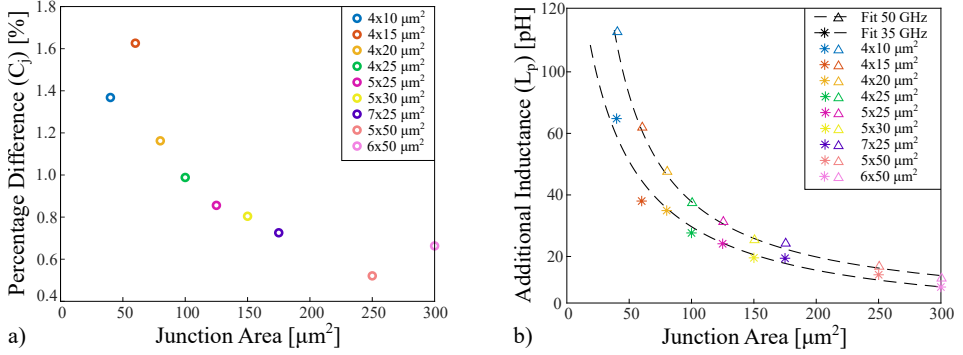 Percentage Difference (Cj) [%]
1.8
1.6
1.4
1.2
1.0
0.8
0.6
0.4
0
50
100
150
200
250
300
Junction Area [μm²]
a)
4x10 μm²
4x15 μm²
4x20 μm²
4x25 μm²
5x25 μm²
5x30 μm²
7x25 μm²
5x50 μm²
6x50 μm²
Additional Inductance (Lp) [pH]
120
100
60
40
20
0
0
50
100
150
200
250
300
Junction Area [μm²]
b)
Fit 50 GHz
Fit 35 GHz
4x10 μm²
4x15 μm²
4x20 μm²
4x25 μm²
5x25 μm²
5x30 μm²
7x25 μm²
5x50 μm²
6x50 μm²